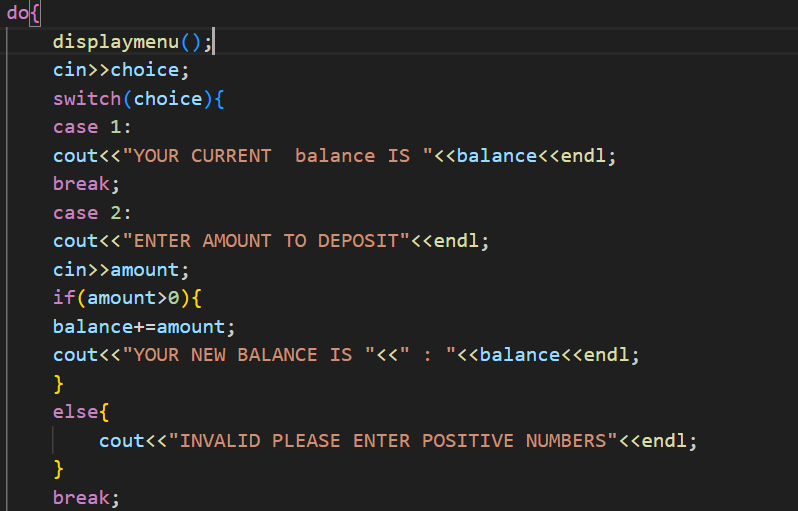 do{
displaymenu();
cin>>choice;
switch(choice){
case 1:
cout<<"YOUR CURRENT  balance IS "<<balance<<endl;
break;
case 2:
cout<<"ENTER AMOUNT TO DEPOSIT"<<endl;
cin>>amount;
if(amount>0){
balance+=amount;
cout<<"YOUR NEW BALANCE IS "<<" : "<<balance<<endl;
}
else{
cout<<"INVALID PLEASE ENTER POSITIVE NUMBERS"<<endl;
}
break;